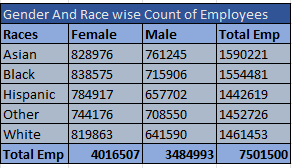 Gender And Race wise Count of Employees
Races Female Male Total Emp
Asian 828976 761245 1590221
Black 838575 715906 1554481
Hispanic 784917 657702 1442619
Other 744176 708550 1452726
White 819863 641590 1461453
Total Emp 4016507 3484993 7501500